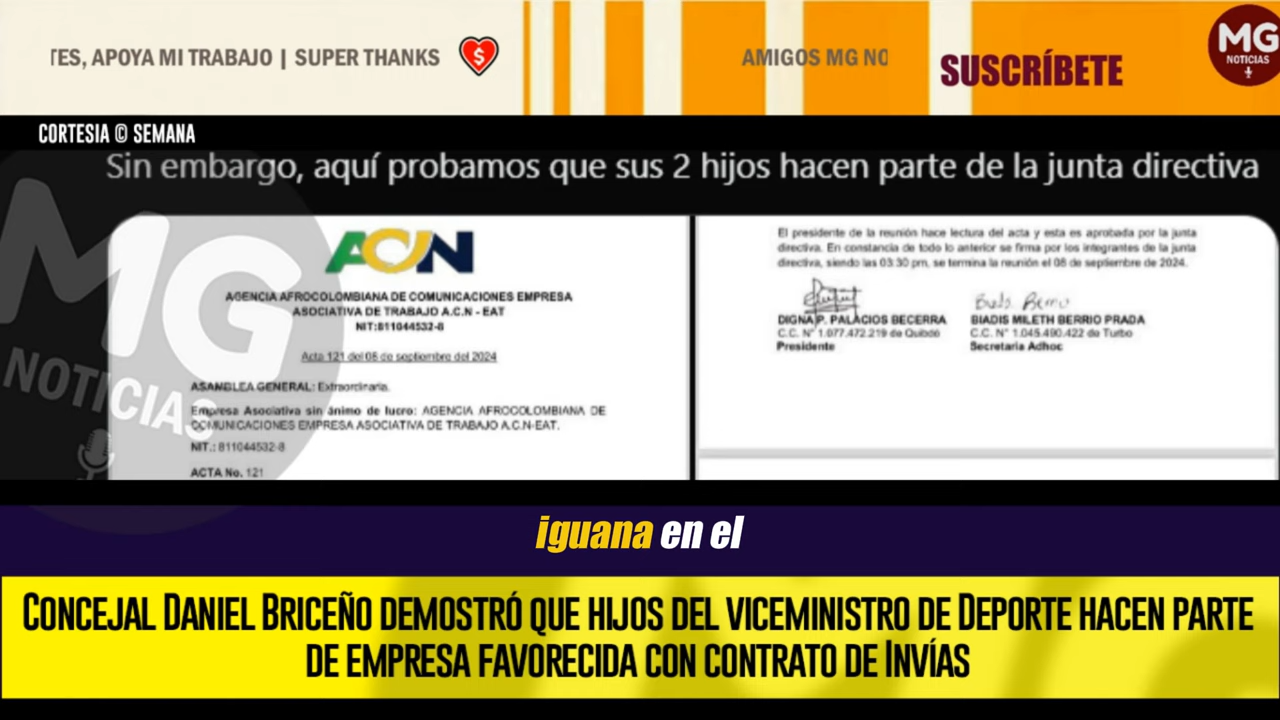 TES, APOYA MI TRABAJO | SUPER THANKS
AMIGOS MG NO
SUSCRÍBETE
MG
NOTICIAS
CORTESIA © SEMANA
Sin embargo, aquí probamos que sus 2 hijos hacen parte de la junta directiva
MG
NOTICIAS
ACN
AGENCIA AFROCOLOMBIANA DE COMUNICACIONES EMPRESA
ASOCIATIVA DE TRABAJO A.C.N - EAT
NIT:811044532-8
Acta 121 del 08 de septiembre del 2024
ASAMBLEA GENERAL: Extraordinaria.
Empresa Asociativa sin ánimo de lucro: AGENCIA AFROCOLOMBIANA DE
COMUNICACIONES EMPRESA ASOCIATIVA DE TRABAJO A.C.N-EAT.
NIT.: 811044532-8
ACTA No. 121
El presidente de la reunión hace lectura del acta y esta es aprobada por la junta
directiva. En constancia de todo lo anterior se firma por los integrantes de la junta
directiva, siendo las 03:30 pm, se termina la reunión el 08 de septiembre de 2024.
Biadis Berrio
DIGNA P. PALACIOS BECERRA
C.C. N° 1.077.472.219 de Quibdó
Presidente
BIADIS MILETH BERRIO PRADA
C.C. N° 1.045.490.422 de Turbo
Secretaria Adhoc
iguana en el
CONCEJAL DANIEL BRICEÑO DEMOSTRÓ QUE HIJOS DEL VICEMINISTRO DE DEPORTE HACEN PARTE
DE EMPRESA FAVORECIDA CON CONTRATO DE INVÍAS